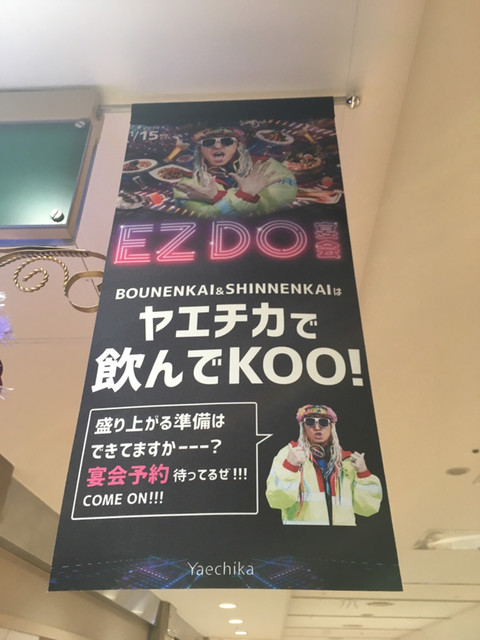 1/15
EZ DO
BOUNENKAI&SHINNENKAIは
ヤエチカで
飲んでKOO!
盛り上がる準備は
できてますかーーー?
宴会予約 待ってるぜ!!!
COME ON!!!
Yaechika